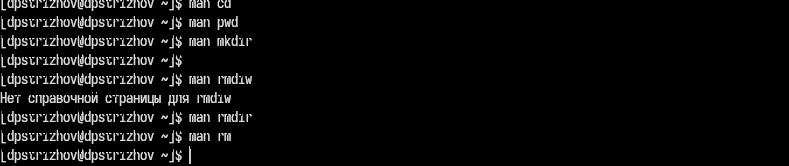 [dpstrizhov@dpstrizhov ~]$ man cd
[dpstrizhov@dpstrizhov ~]$ man pwd
[dpstrizhov@dpstrizhov ~]$ man mkdir
[dpstrizhov@dpstrizhov ~]$
[dpstrizhov@dpstrizhov ~]$ man rmdiw
Нет справочной страницы для rmdiw
[dpstrizhov@dpstrizhov ~]$ man rmdir
[dpstrizhov@dpstrizhov ~]$ man rm
[dpstrizhov@dpstrizhov ~]$